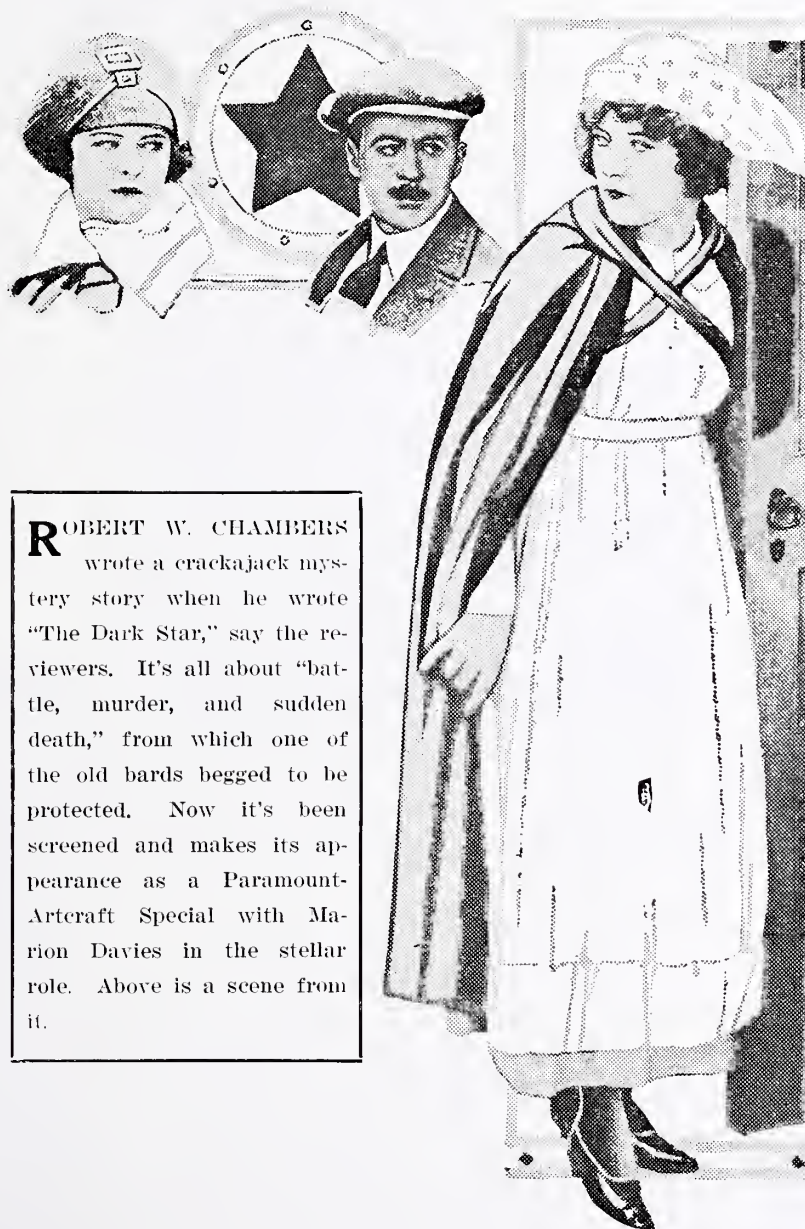 ROBERT W. CHAMBERS
wrote a crackajack mys-
tery story when he wrote
“The Dark Star,” say the re-
viewers. It’s all about “bat-
tle, murder, and sudden
death,” from which one of
the old bards begged to be
protected. Now it’s been
screened and makes its ap-
pearance as a Paramount-
Artcraft Special with Ma-
rion Davies in the stellar
role. Above is a scene from
it.